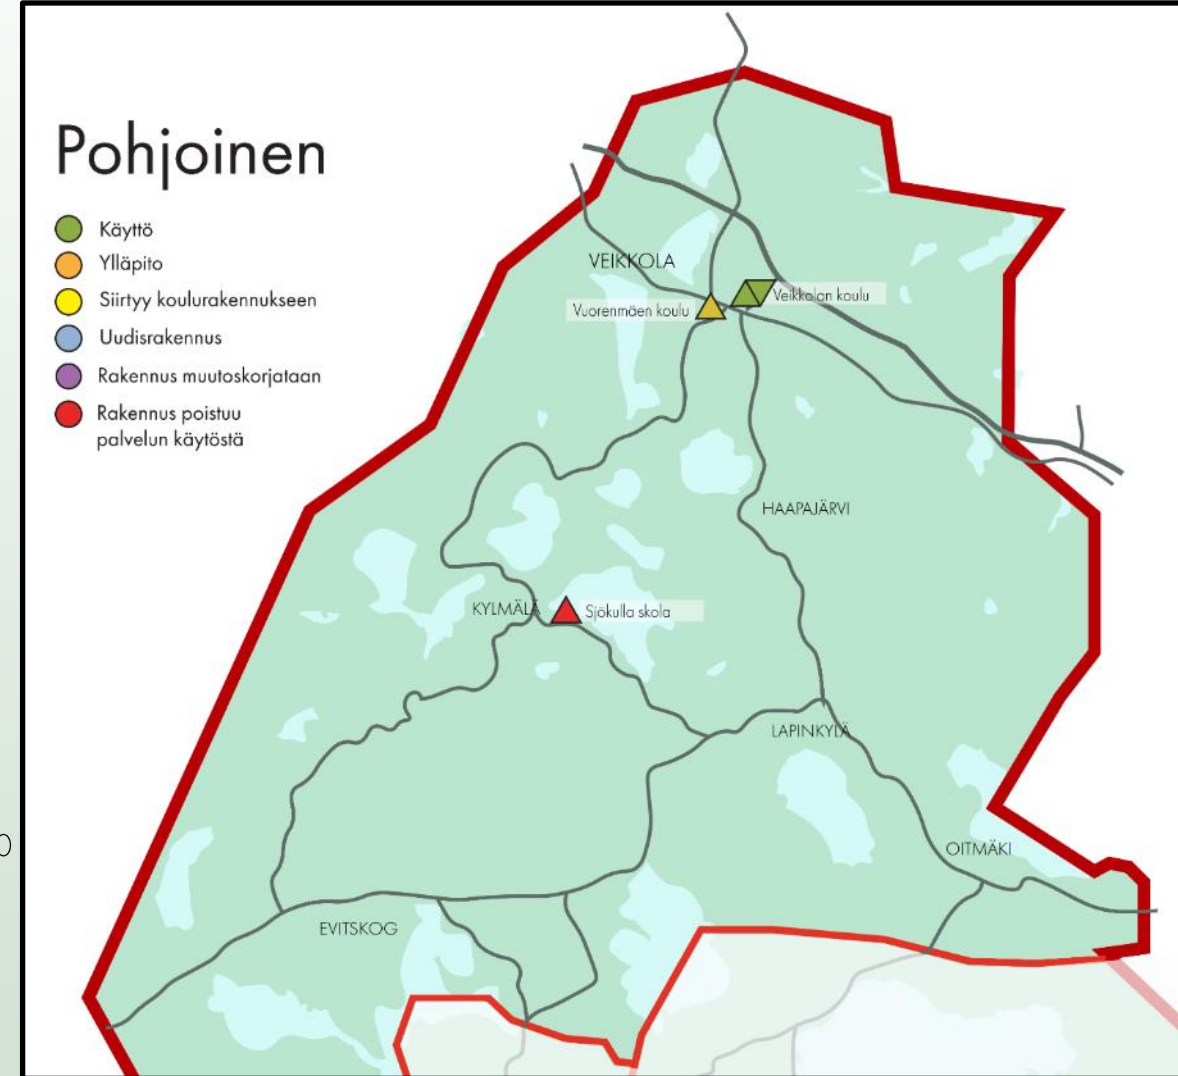 Pohjoinen
Käyttö
Ylläpito
Siirtyy koulurakennukseen
Uudisrakennus
Rakennus muutoskorjataan
Rakennus poistuu
palvelun käytöstä
VEIKKOLA
Veikkolan koulu
Vuorenmäen koulu
HAAPAJÄRVI
KYLMÄLÄ
Sjökulla skola
LAPINKYLÄ
0
OITMÄKI
EVITSKOG